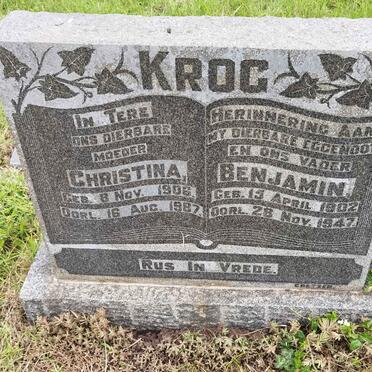 KROG
IN TERE
ONS DIERBARE
MOEDER
CHRISTINA,
GEB. 8 NOV. 1906
OORL. 16 AUG. 1987.
HERINNERING AAN
MY DIERBARE EGGENOOT
EN ONS VADER
BENJAMIN,
GEB. 13 APRIL 1902
OORL. 28 NOV. 1947.
RUS IN VREDE.